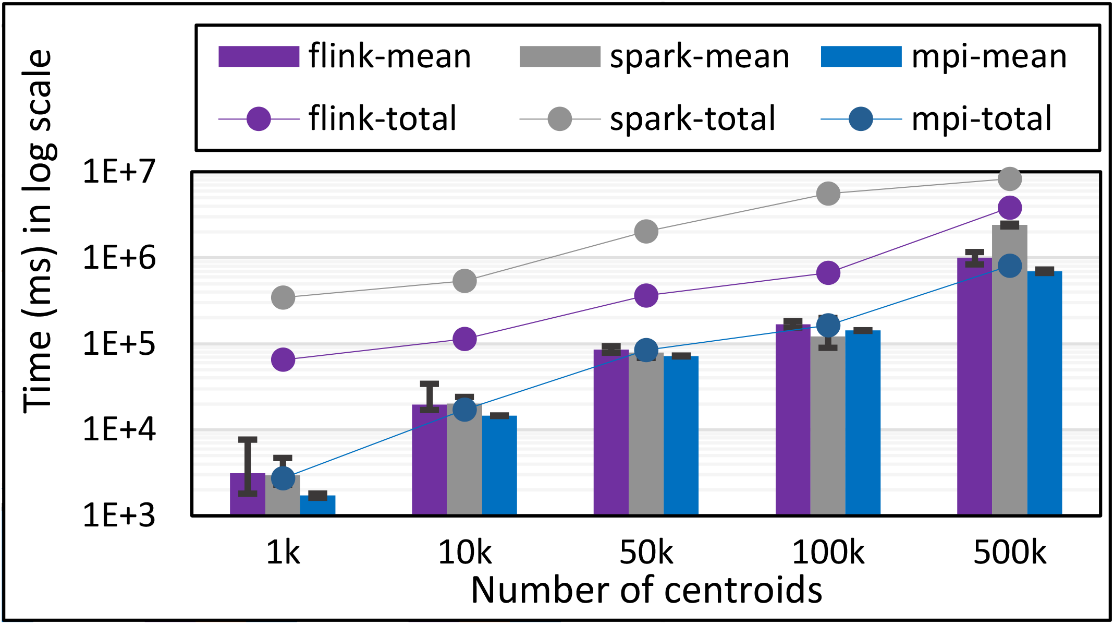 flink-mean spark-mean mpi-mean
flink-total spark-total mpi-total
Time (ms) in log scale
1E+7
1E+6
1E+5
1E+4
1E+3
1k 10k 50k 100k 500k
Number of centroids